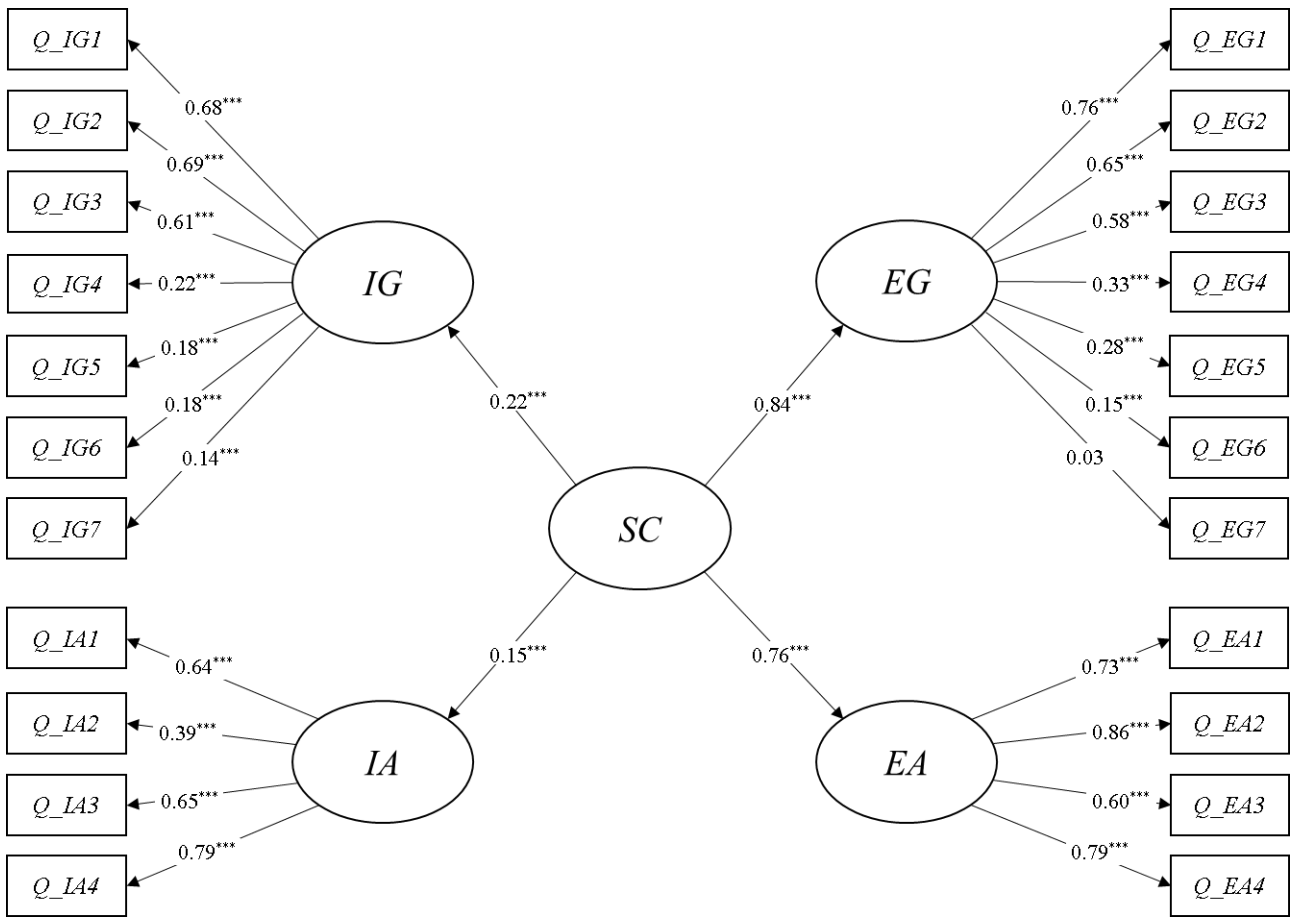 Q_IG1
Q_EG1
0.68***
0.76***
Q_IG2
Q_EG2
0.69***
0.65***
Q_IG3
Q_EG3
0.61***
0.58***
Q_IG4
0.22***
IG
EG
0.33***
Q_EG4
0.18***
0.28***
Q_IG5
Q_EG5
0.18***
0.22***
0.84***
0.15***
Q_IG6
Q_EG6
0.14***
0.03
Q_IG7
SC
Q_EG7
Q_IA1
Q_EA1
0.64***
0.15***
0.76***
0.73***
Q_IA2
0.39***
0.86***
Q_EA2
IA
EA
Q_IA3
0.65***
0.60***
Q_EA3
0.79***
0.79***
Q_IA4
Q_EA4